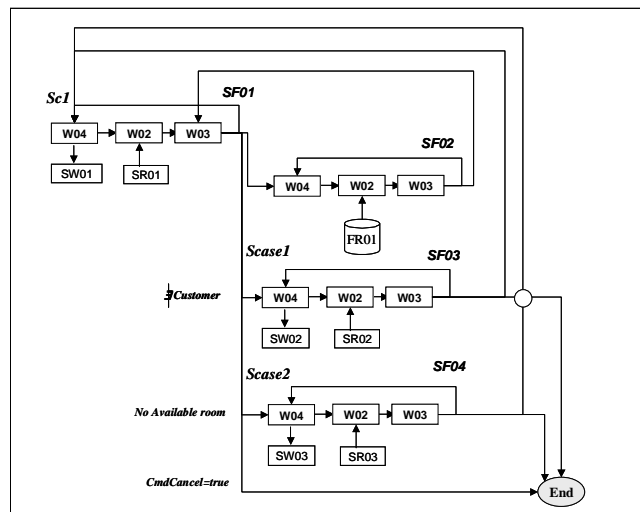 SF01
Sc1
W04 W02 W03
SW01 SR01
SF02
W04 W02 W03
FR01
Scase1
SF03
∄Customer
W04 W02 W03
SW02 SR02
Scase2
SF04
No Available room
W04 W02 W03
SW03 SR03
CmdCancel=true
End